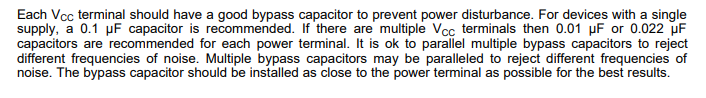 Each VCC terminal should have a good bypass capacitor to prevent power disturbance. For devices with a single
supply, a 0.1 μF capacitor is recommended. If there are multiple VCC terminals then 0.01 μF or 0.022 μF
capacitors are recommended for each power terminal. It is ok to parallel multiple bypass capacitors to reject
different frequencies of noise. Multiple bypass capacitors may be paralleled to reject different frequencies of
noise. The bypass capacitor should be installed as close to the power terminal as possible for the best results.